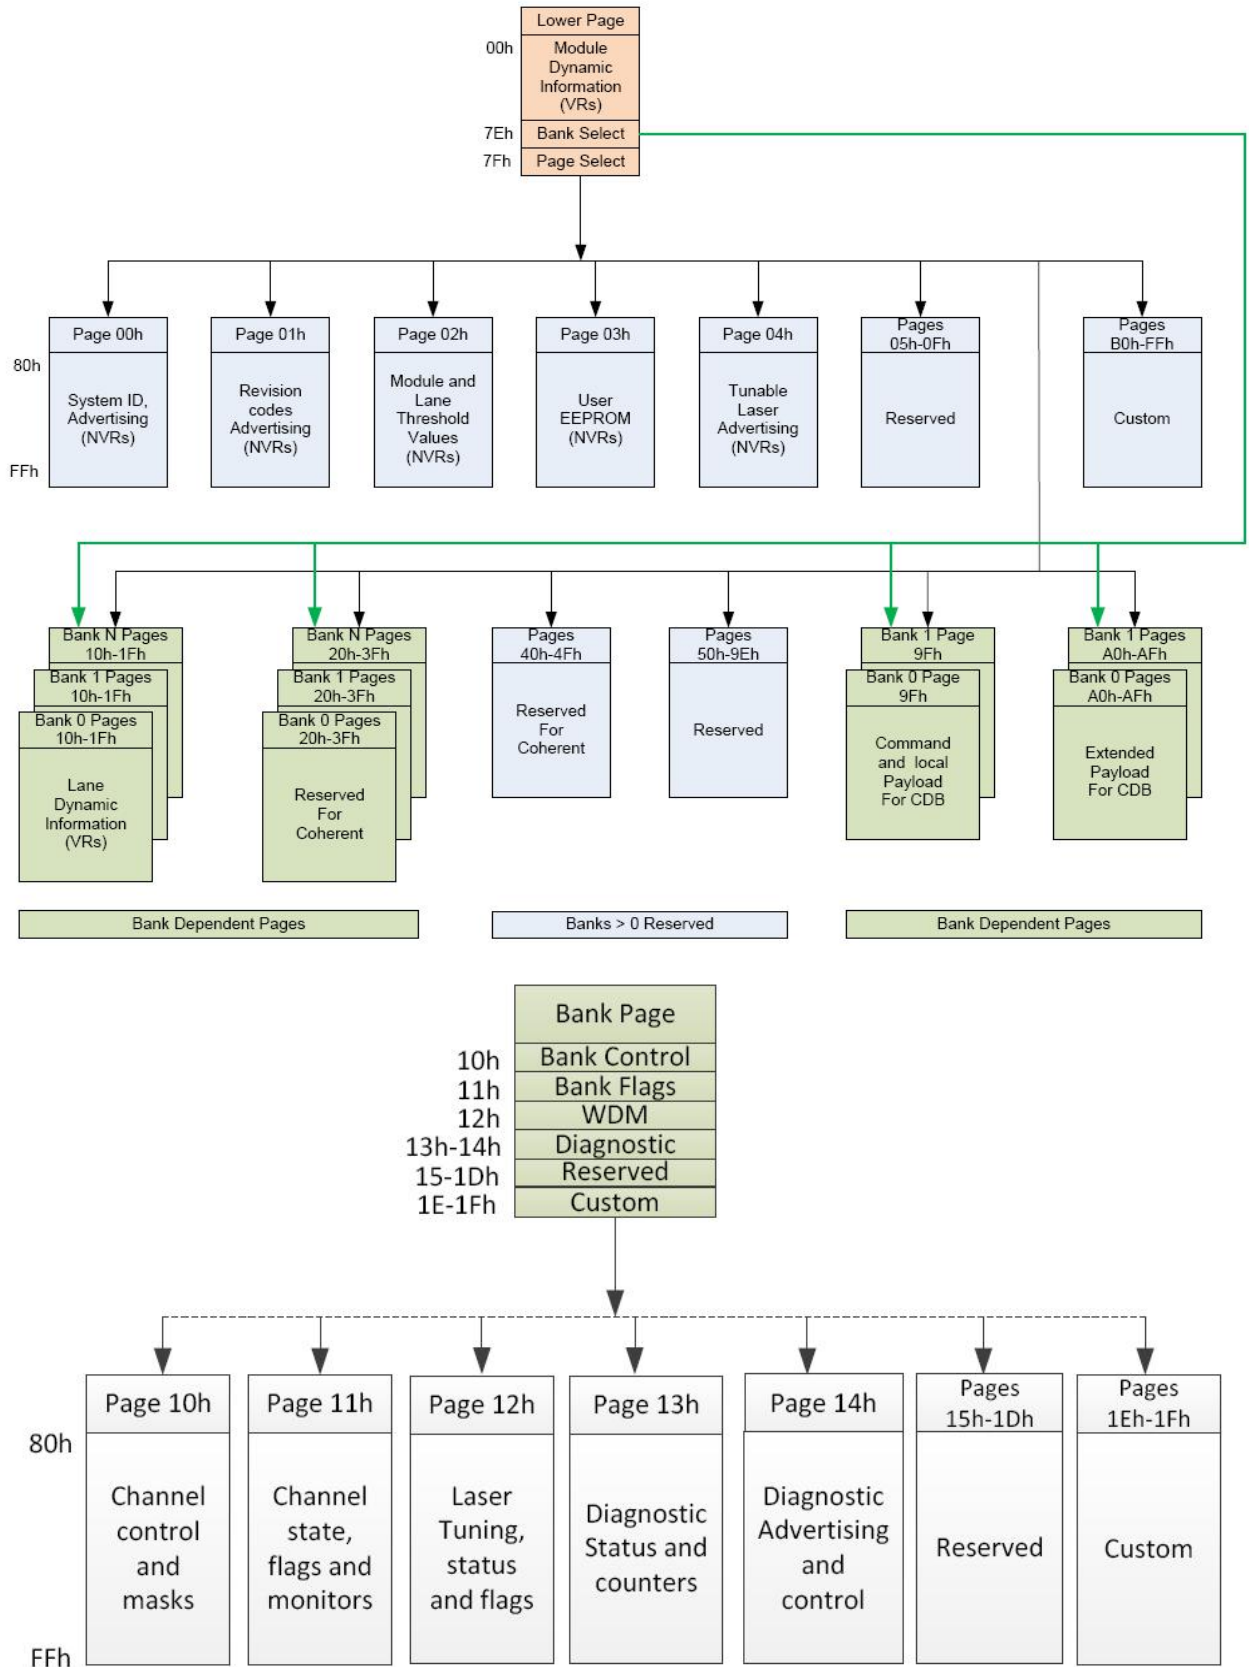 Lower Page
00h
Module
Dynamic
Information
(VRs)
7Eh
Bank Select
7Fh
Page Select
Page 00h
Page 01h
Page 02h
Page 03h
Page 04h
Pages
05h-0Fh
Pages
B0h-FFh
80h
System ID,
Advertising
(NVRs)
Revision
codes
Advertising
(NVRs)
Module and
Lane
Threshold
Values
(NVRs)
User
EEPROM
(NVRs)
Tunable
Laser
Advertising
(NVRs)
Reserved
Custom
FFh
Bank N Pages
10h-1Fh
Bank 1 Pages
10h-1Fh
Bank 0 Pages
10h-1Fh
Lane
Dynamic
Information
(VRs)
Bank N Pages
20h-3Fh
Bank 1 Pages
20h-3Fh
Bank 0 Pages
20h-3Fh
Reserved
For
Coherent
Pages
40h-4Fh
Reserved
For
Coherent
Pages
50h-9Eh
Reserved
Bank 1 Page
9Fh
Bank 0 Page
9Fh
Command
and local
Payload
For CDB
Bank 1 Pages
A0h-AFh
Bank 0 Pages
A0h-AFh
Extended
Payload
For CDB
Bank Dependent Pages
Banks > 0 Reserved
Bank Dependent Pages
Bank Page
10h
Bank Control
11h
Bank Flags
12h
WDM
13h-14h
Diagnostic
15-1Dh
Reserved
1E-1Fh
Custom
Page 10h
Page 11h
Page 12h
Page 13h
Page 14h
Pages
15h-1Dh
Pages
1Eh-1Fh
80h
Channel
control
and
masks
Channel
state,
flags and
monitors
Laser
Tuning,
status
and flags
Diagnostic
Status and
counters
Diagnostic
Advertising
and
control
Reserved
Custom
FFh